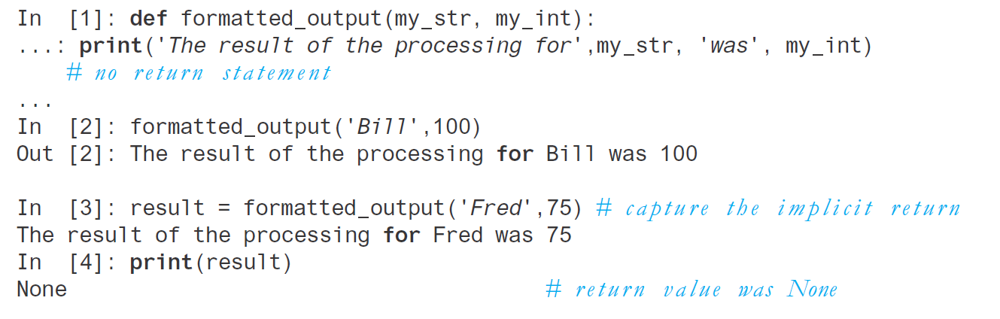 In  [1]: def formatted_output(my_str, my_int):
...: print('The result of the processing for',my_str, 'was', my_int)
# no return statement
...
In  [2]: formatted_output('Bill',100)
Out [2]: The result of the processing for Bill was 100
In  [3]: result = formatted_output('Fred',75) # capture the implicit return
The result of the processing for Fred was 75
In  [4]: print(result)
None # return value was None